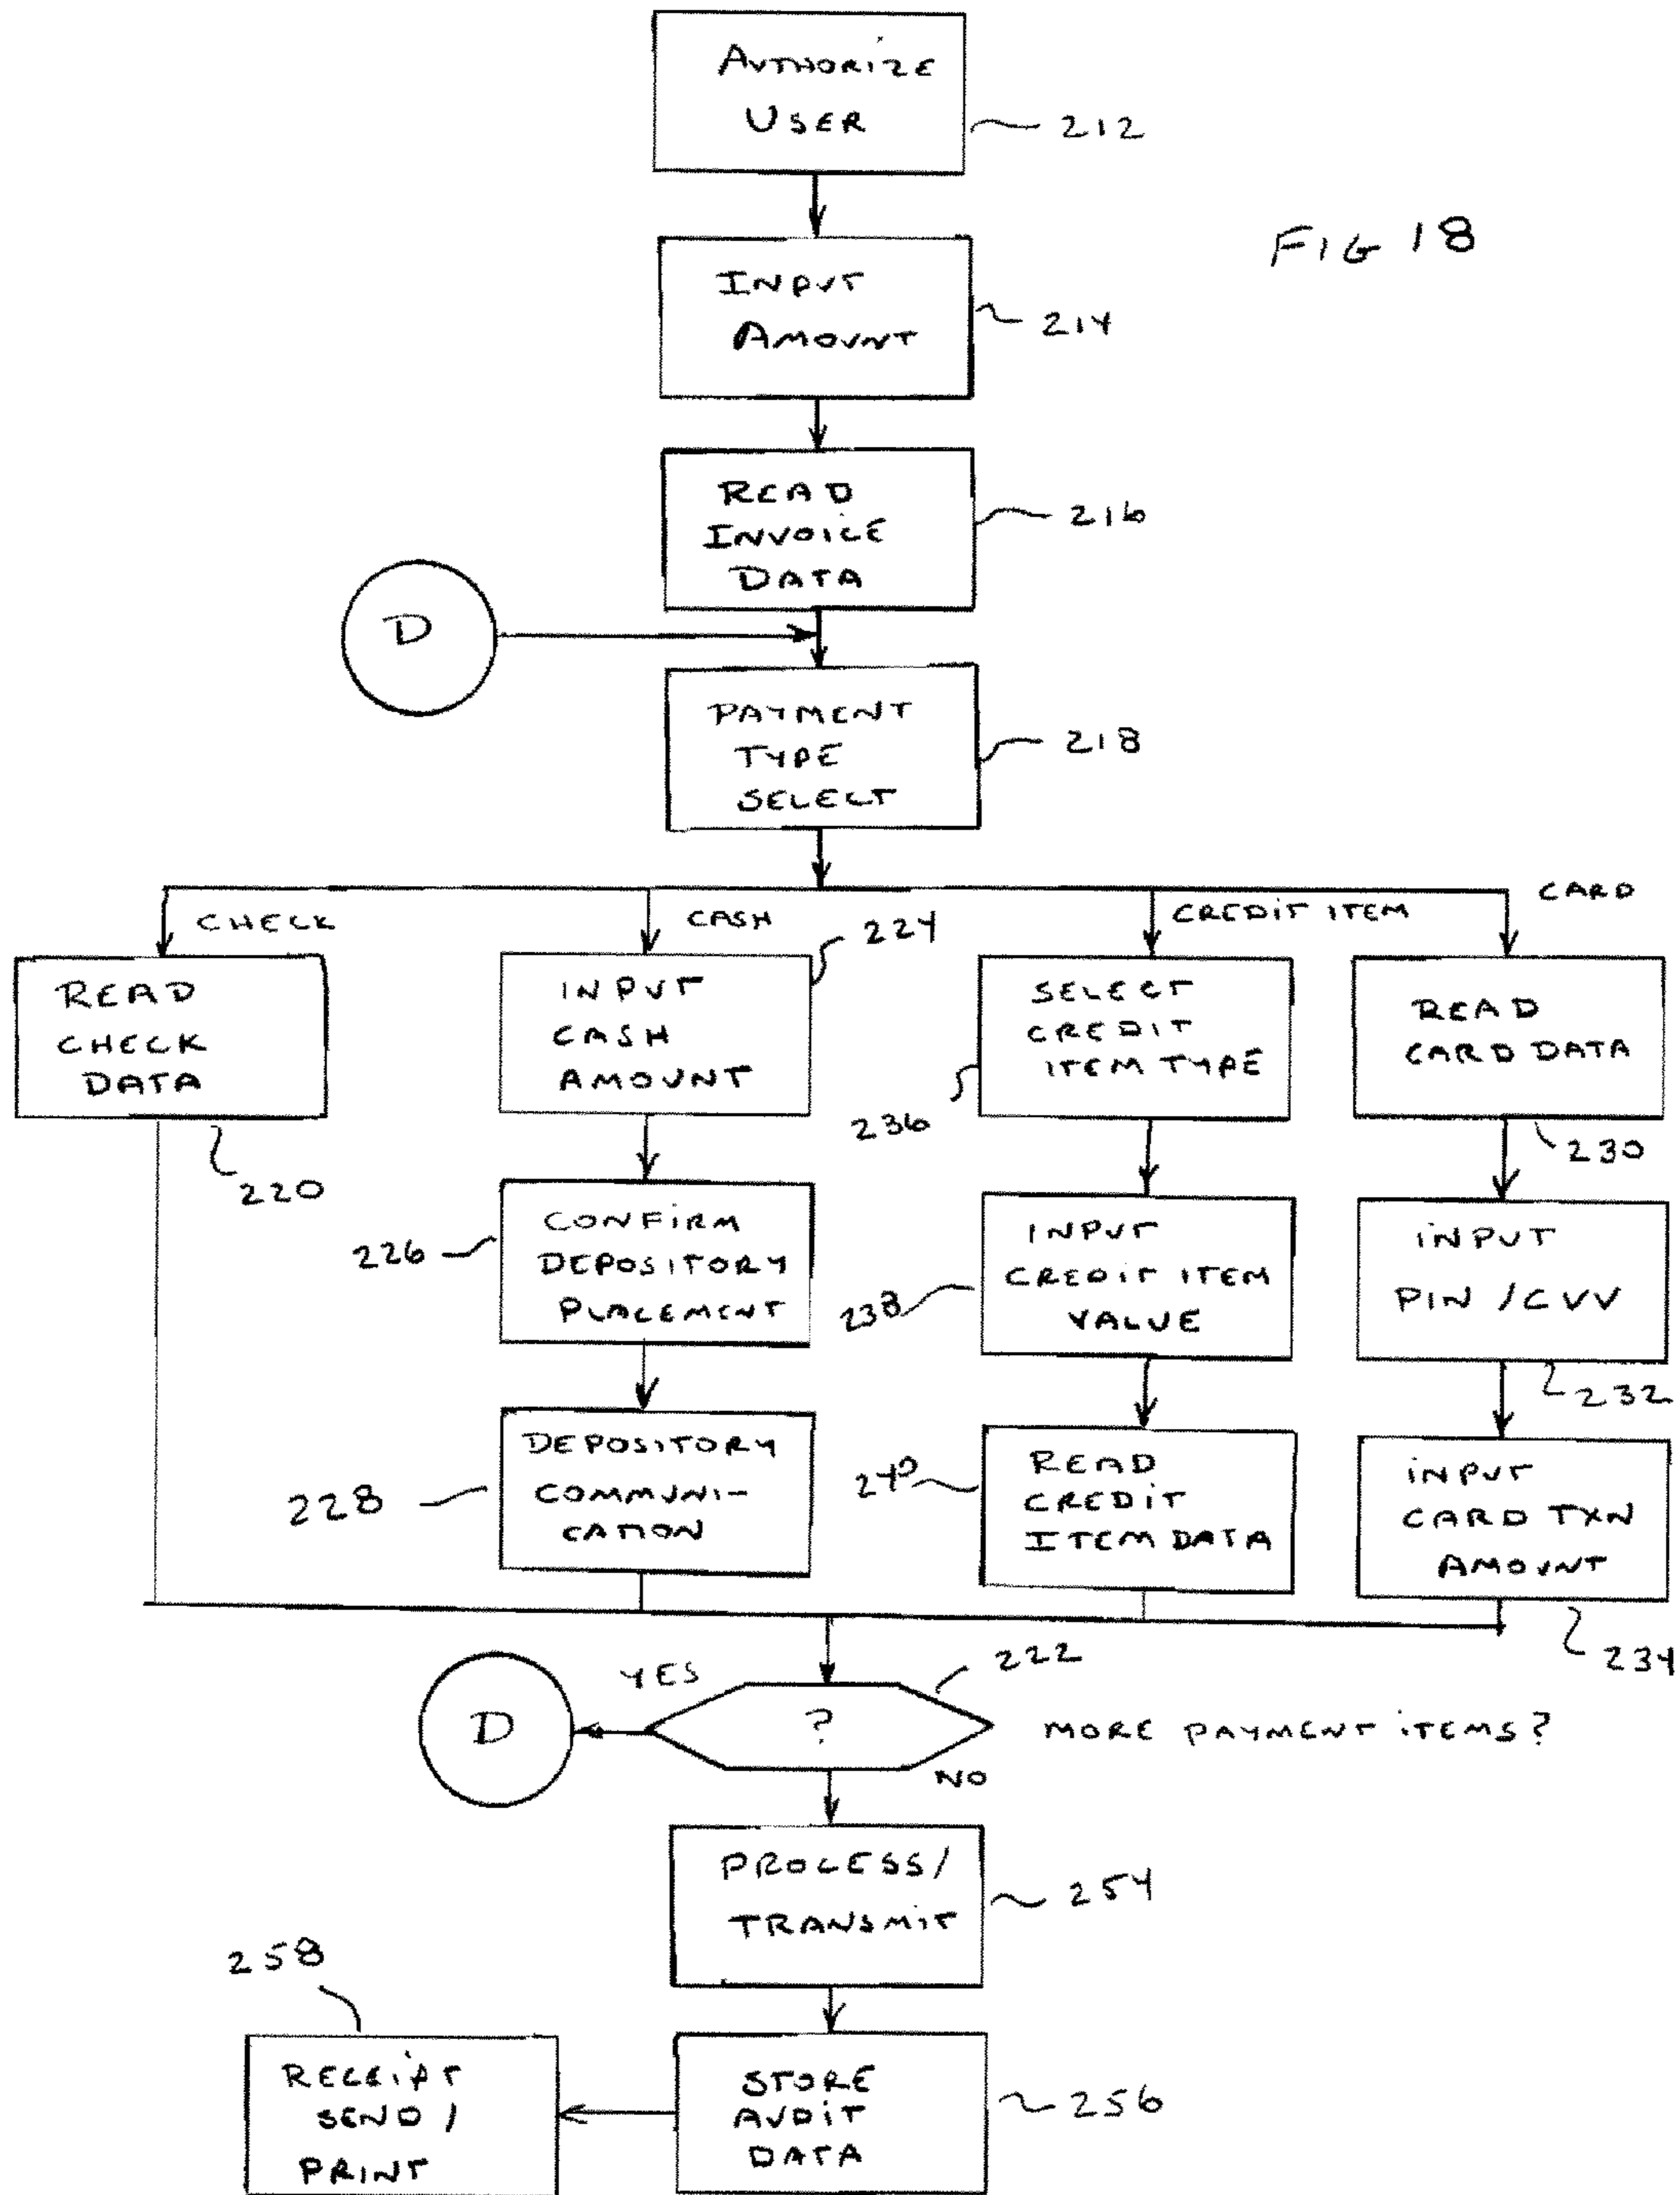 AUTHORIZE
USER
212
FIG 18
INPUT
AMOUNT
214
READ
INVOICE
DATA
216
D
PAYMENT
TYPE
SELECT
218
CHECK
CASH
CREDIT ITEM
CARD
READ
CHECK
DATA
220
INPUT
CASH
AMOUNT
224
SELECT
CREDIT
ITEM TYPE
236
READ
CARD DATA
230
CONFIRM
DEPOSITORY
PLACEMENT
226
INPUT
CREDIT ITEM
VALUE
238
INPUT
PIN / CVV
232
DEPOSITORY
COMMUNI-
CATION
228
READ
CREDIT
ITEM DATA
240
INPUT
CARD TXN
AMOUNT
234
YES
222
D
?
MORE PAYMENT ITEMS?
NO
PROCESS/
TRANSMIT
254
258
RECEIPT
SEND /
PRINT
STORE
AUDIT
DATA
256